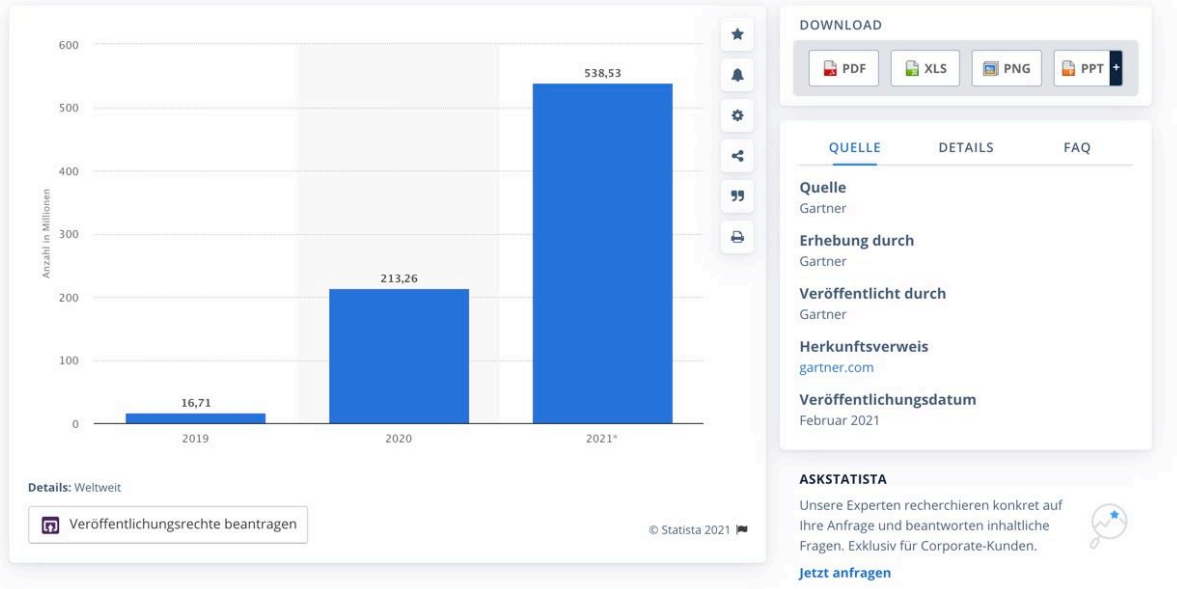 600
500
400
300
200
100
0
Anzahl in Millionen
16,71
213,26
538,53
2019
2020
2021*
Details: Weltweit
Veröffentlichungsrechte beantragen
© Statista 2021
DOWNLOAD
PDF
XLS
PNG
PPT
+
QUELLE
DETAILS
FAQ
Quelle
Gartner
Erhebung durch
Gartner
Veröffentlicht durch
Gartner
Herkunftsverweis
gartner.com
Veröffentlichungsdatum
Februar 2021
ASKSTATISTA
Unsere Experten recherchieren konkret auf
Ihre Anfrage und beantworten inhaltliche
Fragen. Exklusiv für Corporate-Kunden.
Jetzt anfragen